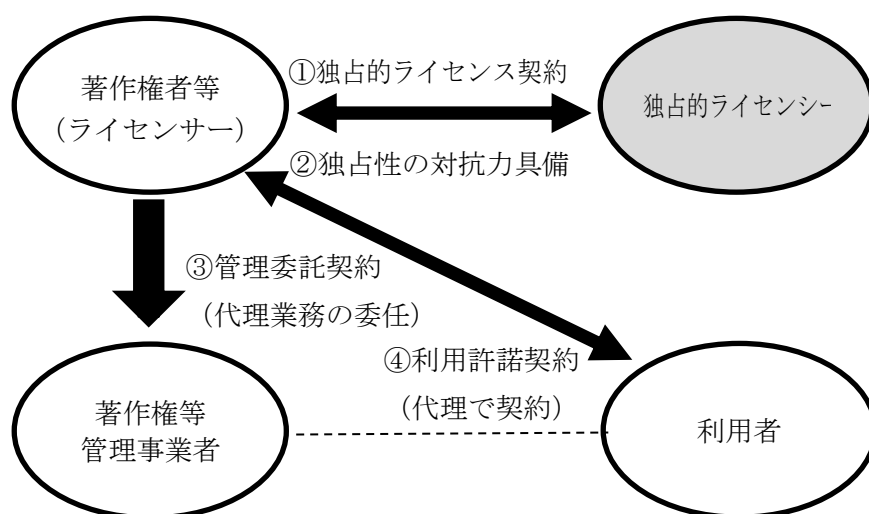 著作権者等
(ライセンサー)
①独占的ライセンス契約
独占的ライセンシー
②独占性の対抗力具備
③管理委託契約
（代理業務の委任）
④利用許諾契約
（代理で契約）
著作権等
管理事業者
利用者